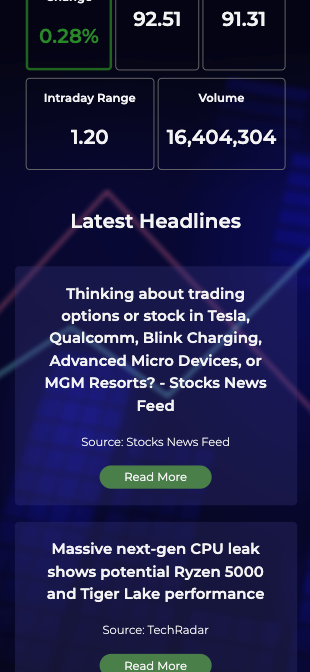 Change
0.28%
92.51
91.31
Intraday Range
1.20
Volume
16,404,304
Latest Headlines
Thinking about trading
options or stock in Tesla,
Qualcomm, Blink Charging,
Advanced Micro Devices, or
MGM Resorts? - Stocks News
Feed
Source: Stocks News Feed
Read More
Massive next-gen CPU leak
shows potential Ryzen 5000
and Tiger Lake performance
Source: TechRadar
Read More